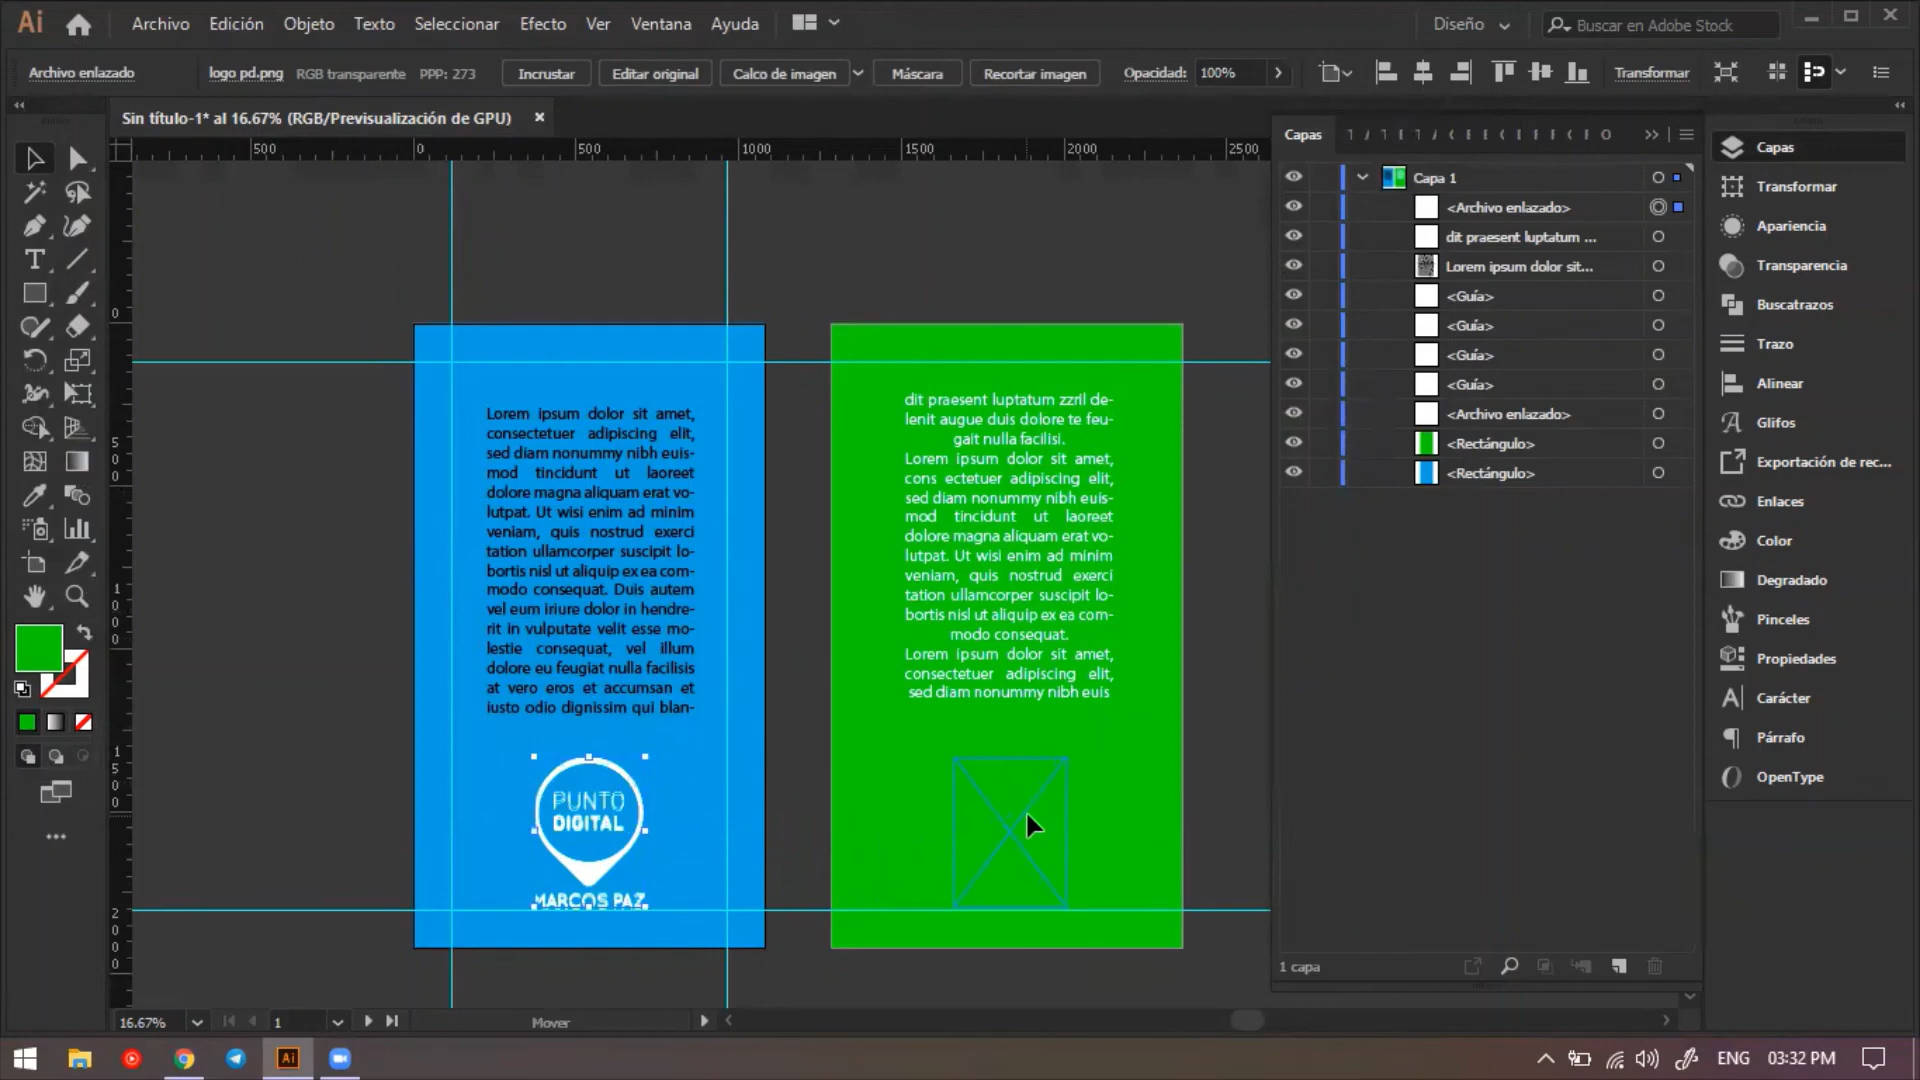 Ai
Archivo Edición Objeto Texto Seleccionar Efecto Ver Ventana Ayuda
Diseño
Buscar en Adobe Stock
Archivo enlazado
logo pd.png RGB transparente PPP: 273
Incrustar
Editar original
Calco de imagen
Máscara
Recortar imagen
Opacidad: 100%
Transformar
Sin título-1* al 16.67% (RGB/Previsualización de GPU)
500 0 500 1000 1500 2000 2500
0
500
1000
1500
2000
Lorem ipsum dolor sit amet,
consectetuer adipiscing elit,
sed diam nonummy nibh euis-
mod tincidunt ut laoreet
dolore magna aliquam erat vo-
lutpat. Ut wisi enim ad minim
veniam, quis nostrud exerci
tation ullamcorper suscipit lo-
bortis nisl ut aliquip ex ea com-
modo consequat. Duis autem
vel eum iriure dolor in hendre-
rit in vulputate velit esse mo-
lestie consequat, vel illum
dolore eu feugiat nulla facilisis
at vero eros et accumsan et
iusto odio dignissim qui blan-
PUNTO
DIGITAL
MARCOS PAZ
dit praesent luptatum zzril de-
lenit augue duis dolore te feu-
gait nulla facilisi.
Lorem ipsum dolor sit amet,
cons ectetuer adipiscing elit,
sed diam nonummy nibh euis-
mod tincidunt ut laoreet
dolore magna aliquam erat vo-
lutpat. Ut wisi enim ad minim
veniam, quis nostrud exerci
tation ullamcorper suscipit lo-
bortis nisl ut aliquip ex ea com-
modo consequat.
Lorem ipsum dolor sit amet,
consectetuer adipiscing elit,
sed diam nonummy nibh euis
Capas
Capa 1
<Archivo enlazado>
dit praesent luptatum ...
Lorem ipsum dolor sit...
<Guía>
<Guía>
<Guía>
<Guía>
<Archivo enlazado>
<Rectángulo>
<Rectángulo>
1 capa
Capas
Transformar
Apariencia
Transparencia
Buscatrazos
Trazo
Alinear
Glifos
Exportación de rec...
Enlaces
Color
Degradado
Pinceles
Propiedades
Carácter
Párrafo
OpenType
16.67%
1
Mover
Ai
ENG 03:32 PM